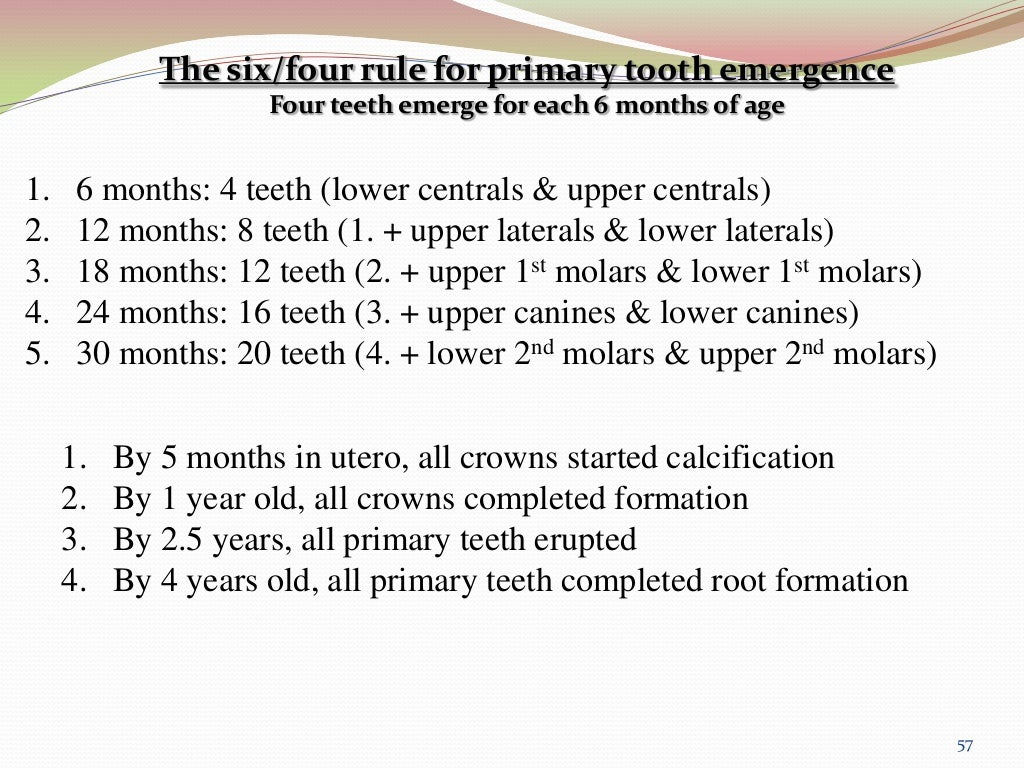 The six/four rule for primary tooth emergence
Four teeth emerge for each 6 months of age
1. 6 months: 4 teeth (lower centrals & upper centrals)
2. 12 months: 8 teeth (1. + upper laterals & lower laterals)
3. 18 months: 12 teeth (2. + upper 1st molars & lower 1st molars)
4. 24 months: 16 teeth (3. + upper canines & lower canines)
5. 30 months: 20 teeth (4. + lower 2nd molars & upper 2nd molars)
1. By 5 months in utero, all crowns started calcification
2. By 1 year old, all crowns completed formation
3. By 2.5 years, all primary teeth erupted
4. By 4 years old, all primary teeth completed root formation
57